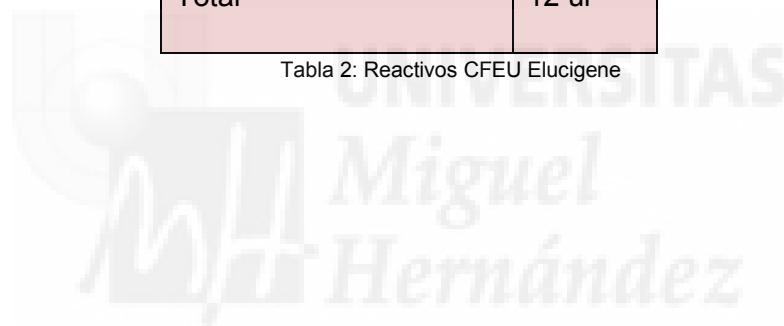 Total 12 ul
Tabla 2: Reactivos CFEU Elucigene
UNIVERSITAS
Miguel
Hernández